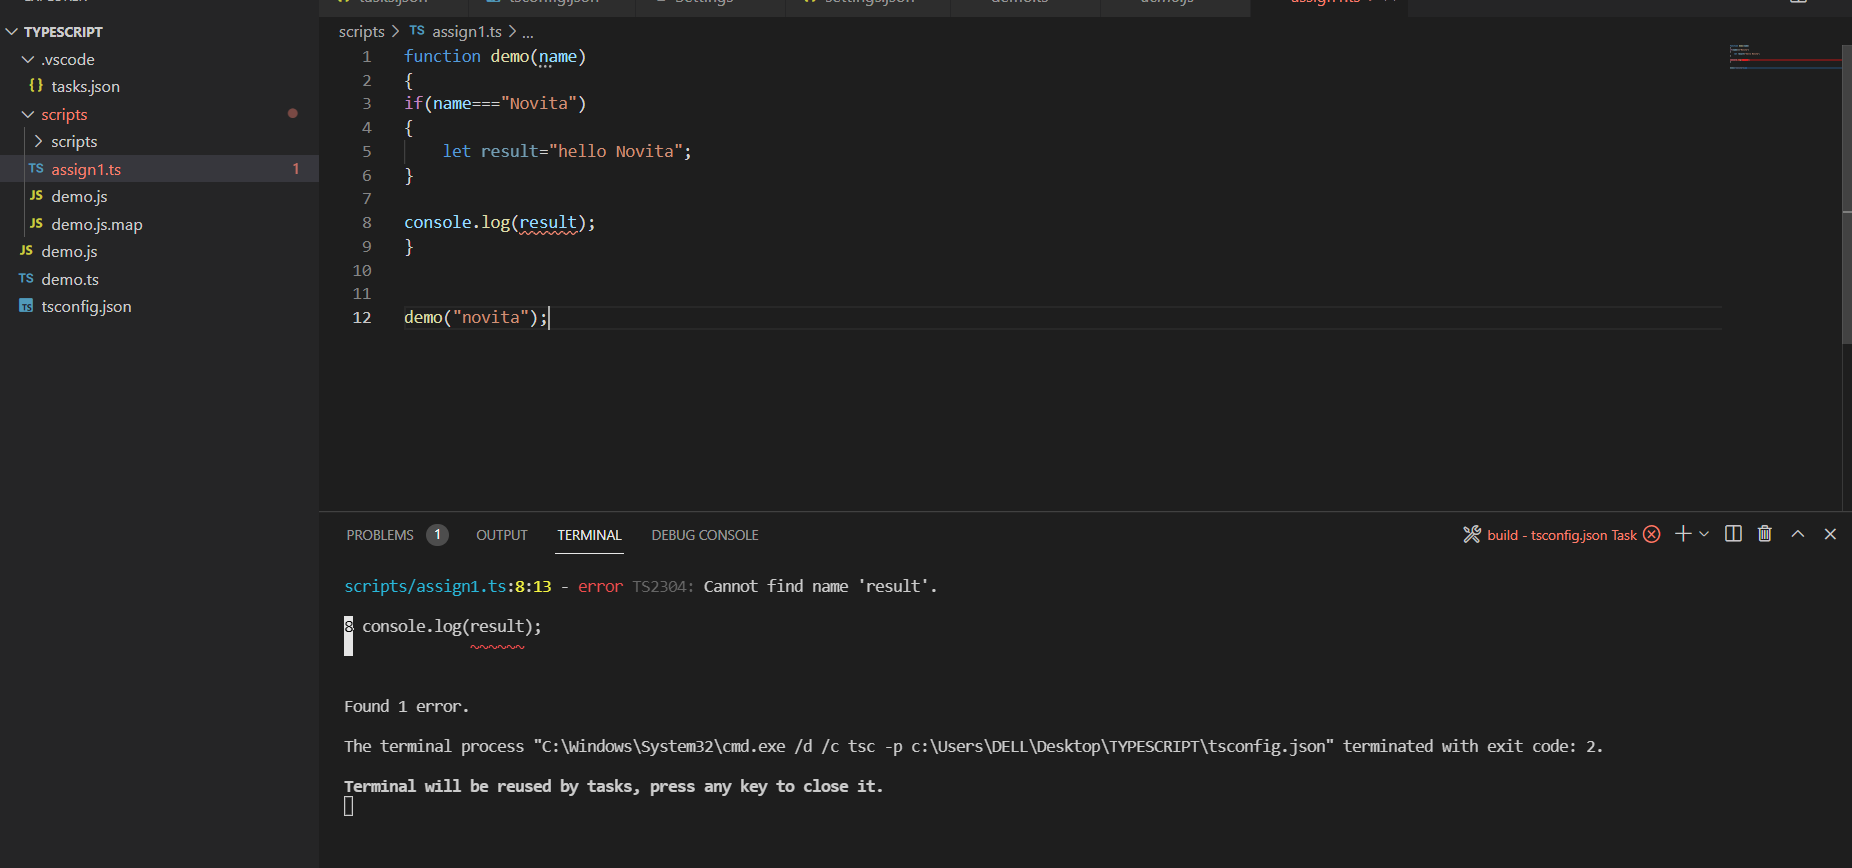 TYPESCRIPT
.vscode
{} tasks.json
scripts
scripts
TS assign1.ts 1
JS demo.js
JS demo.js.map
JS demo.js
TS demo.ts
TS tsconfig.json
scripts > TS assign1.ts > ...
1 function demo(name)
2 {
3 if(name==="Novita")
4 {
5 let result="hello Novita";
6 }
7
8 console.log(result);
9 }
10
11
12 demo("novita");
PROBLEMS 1 OUTPUT TERMINAL DEBUG CONSOLE build - tsconfig.json Task
scripts/assign1.ts:8:13 - error TS2304: Cannot find name 'result'.
8 console.log(result);
~~~~~~
Found 1 error.
The terminal process "C:\Windows\System32\cmd.exe /d /c tsc -p c:\Users\DELL\Desktop\TYPESCRIPT\tsconfig.json" terminated with exit code: 2.
Terminal will be reused by tasks, press any key to close it.